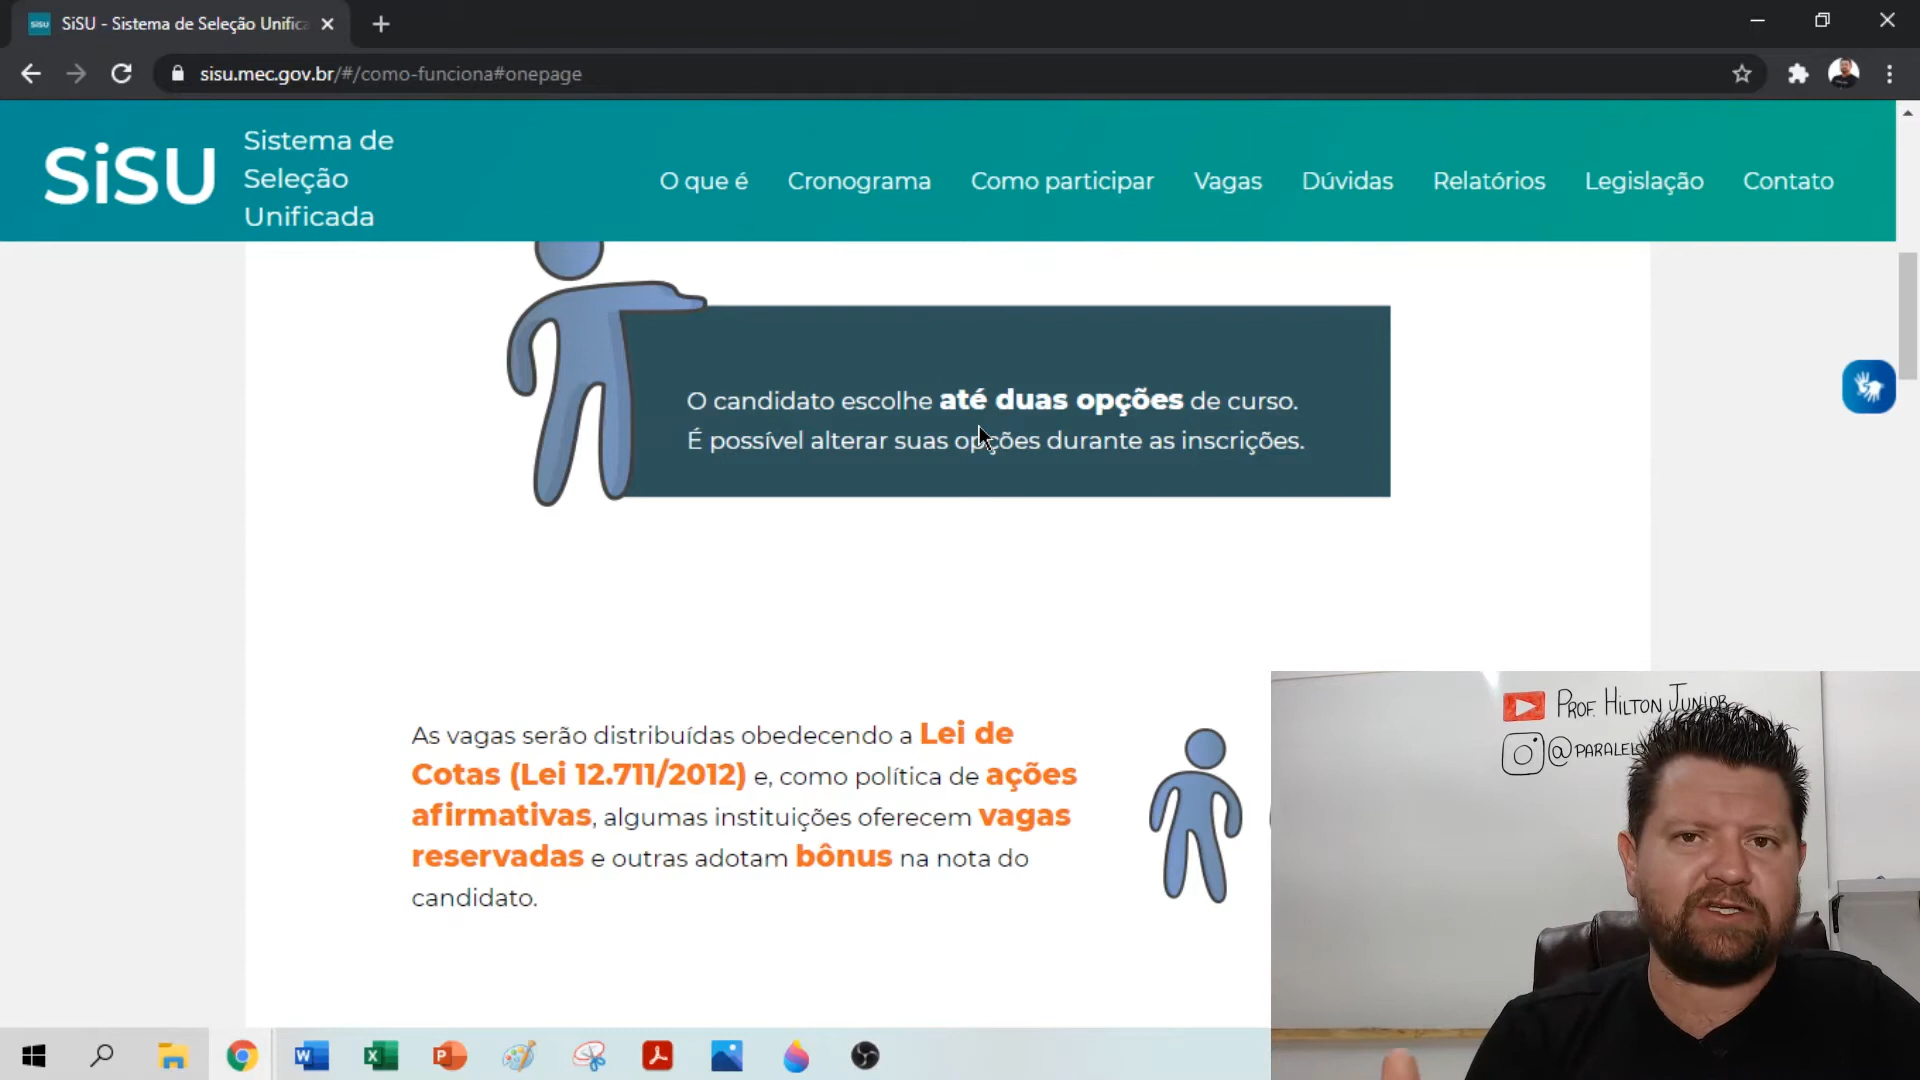 SiSU - Sistema de Seleção Unific
sisu.mec.gov.br/#/como-funciona#onepage
SiSU
Sistema de
Seleção
Unificada
O que é
Cronograma
Como participar
Vagas
Dúvidas
Relatórios
Legislação
Contato
O candidato escolhe até duas opções de curso.
É possível alterar suas opções durante as inscrições.
As vagas serão distribuídas obedecendo a Lei de
Cotas (Lei 12.711/2012) e, como política de ações
afirmativas, algumas instituições oferecem vagas
reservadas e outras adotam bônus na nota do
candidato.
PROF. HILTON JUNIOR